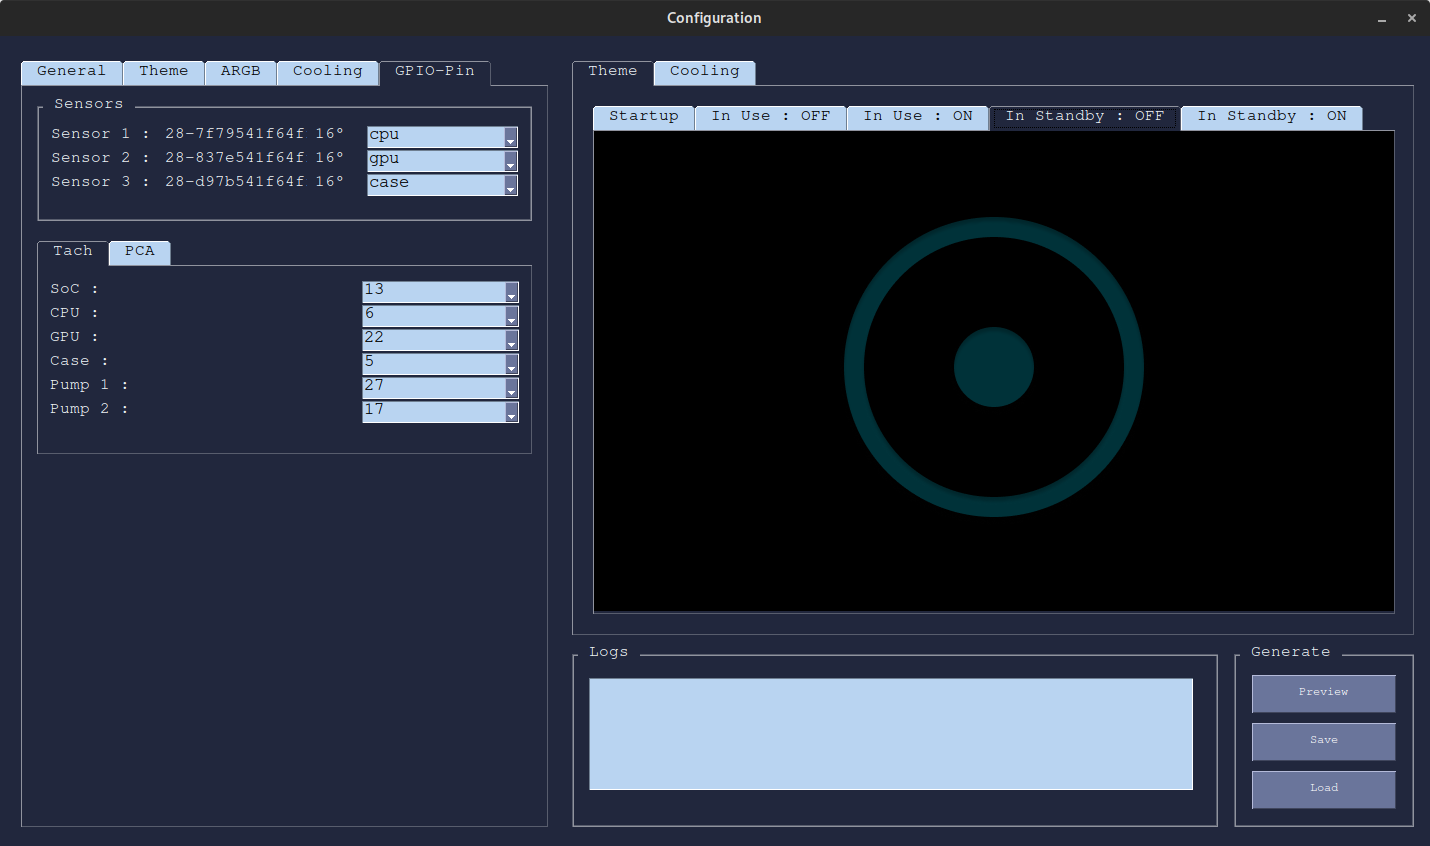 Configuration
General Theme ARGB Cooling GPIO-Pin
Sensors
Sensor 1 : 28-7f79541f64f 16° cpu
Sensor 2 : 28-837e541f64f 16° gpu
Sensor 3 : 28-d97b541f64f 16° case
Tach PCA
SoC : 13
CPU : 6
GPU : 22
Case : 5
Pump 1 : 27
Pump 2 : 17
Theme Cooling
Startup In Use : OFF In Use : ON In Standby : OFF In Standby : ON
Logs
Generate
Preview
Save
Load